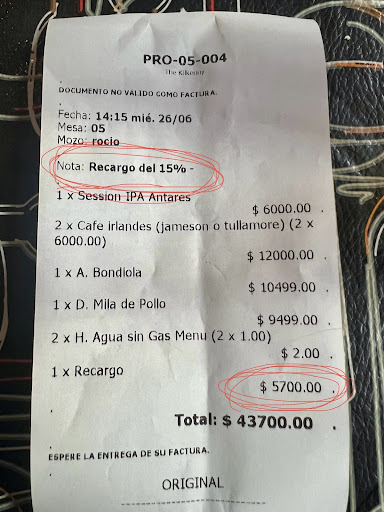 PRO-05-004
The Kilkenny
DOCUMENTO NO VALIDO COMO FACTURA.
Fecha: 14:15 mié. 26/06
Mesa: 05
Mozo: rocio
Nota: Recargo del 15% -
1 x Session IPA Antares
$ 6000.00 .
2 x Cafe irlandes (jameson o tullamore) (2 x
6000.00)
$ 12000.00 .
1 x A. Bondiola
$ 10499.00 .
1 x D. Mila de Pollo
$ 9499.00 .
2 x H. Agua sin Gas Menu (2 x 1.00)
$ 2.00 .
1 x Recargo
$ 5700.00 .
Total: $ 43700.00 .
ESPERE LA ENTREGA DE SU FACTURA.
ORIGINAL